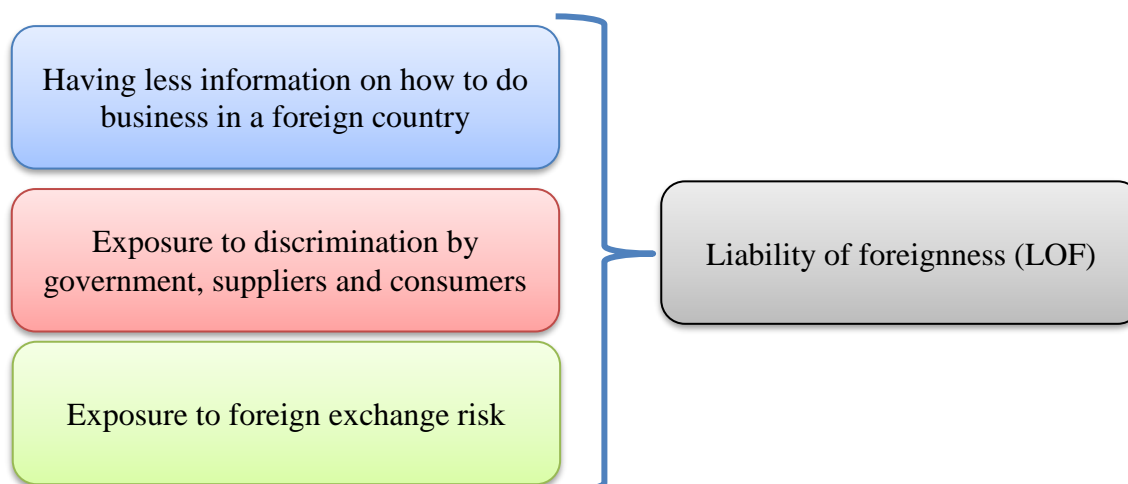 Having less information on how to do
business in a foreign country
Exposure to discrimination by
government, suppliers and consumers
Liability of foreignness (LOF)
Exposure to foreign exchange risk